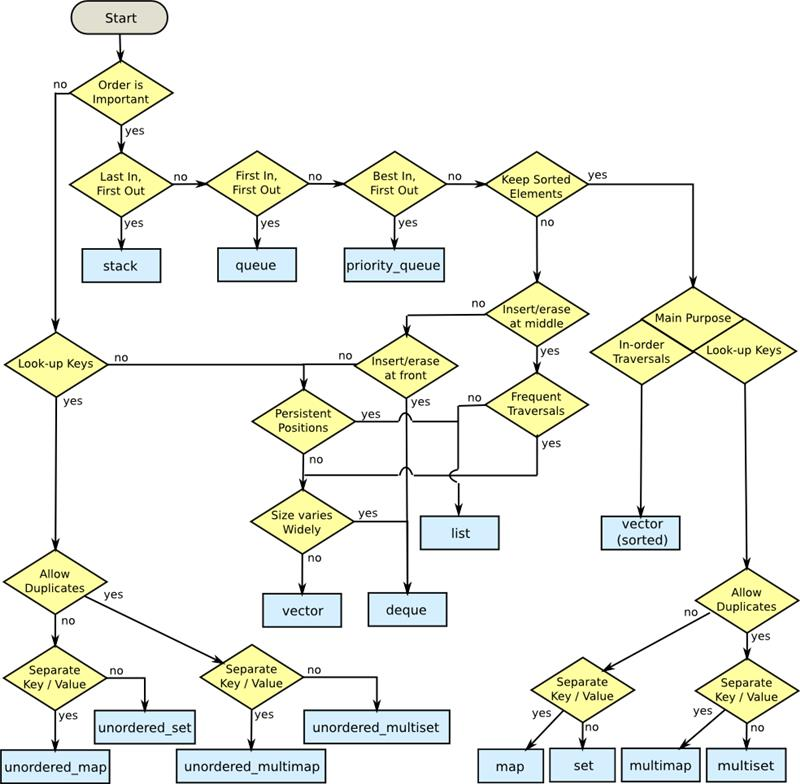 Start
no
Order is
Important
yes
Last In,
First Out
no
First In,
First Out
no
Best In,
First Out
no
Keep Sorted
Elements
yes
yes
yes
yes
no
stack
queue
priority_queue
no
Insert/erase
at middle
yes
Main Purpose
In-order
Traversals
Look-up Keys
Look-up Keys
no
no
Insert/erase
at front
yes
yes
Persistent
Positions
yes
no
no
Frequent
Traversals
yes
Size varies
Widely
yes
no
list
vector
(sorted)
vector
deque
Allow
Duplicates
yes
no
Allow
Duplicates
no
yes
Separate
Key / Value
no
yes
Separate
Key / Value
no
yes
Separate
Key / Value
yes
no
Separate
Key / Value
yes
no
unordered_set
unordered_multiset
unordered_map
unordered_multimap
map
set
multimap
multiset